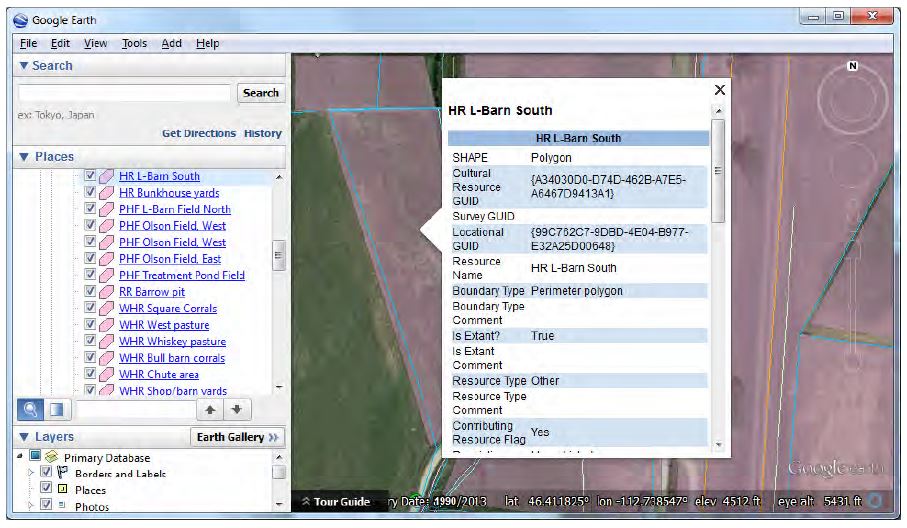 Google Earth
File Edit View Tools Add Help
Search
Search
ex: Tokyo, Japan
Get Directions History
Places
HR L-Barn South
HR Bunkhouse yards
PHF L-Barn Field North
PHF Olson Field, West
PHF Olson Field, West
PHF Olson Field, East
PHF Treatment Pond Field
RR Barrow pit
WHR Square Corrals
WHR West pasture
WHR Whiskey pasture
WHR Bull barn corrals
WHR Chute area
WHR Shop/barn yards
Layers
Earth Gallery
Primary Database
Borders and Labels
Places
Photos
N
HR L-Barn South
HR L-Barn South
SHAPE Polygon
Cultural
Resource
GUID
{A34030D0-D74D-462B-A7E5-
A6467D9413A1}
Survey GUID
Locational
GUID
{99C762C7-9DBD-4E04-B977-
E32A25D00648}
Resource
Name
HR L-Barn South
Boundary Type Perimeter polygon
Boundary Type
Comment
Is Extant? True
Is Extant
Comment
Resource Type Other
Resource Type
Comment
Contributing
Resource Flag
Yes
Google earth
Tour Guide ry Date: 1990/2013 lat 46.411825° lon -112.738547° elev 4512 ft eye alt 5431 ft